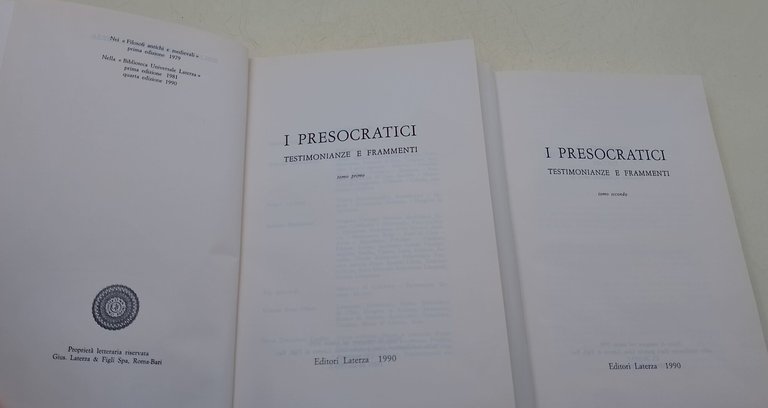 Nei « Filosofi antichi e medievali »
prima edizione 1979
Nella « Biblioteca Universale Laterza »
prima edizione 1981
quarta edizione 1990
Proprietà letteraria riservata
Gius. Laterza & Figli Spa, Roma-Bari
I PRESOCRATICI
TESTIMONIANZE E FRAMMENTI
tomo primo
Editori Laterza 1990
I PRESOCRATICI
TESTIMONIANZE E FRAMMENTI
tomo secondo
Editori Laterza 1990